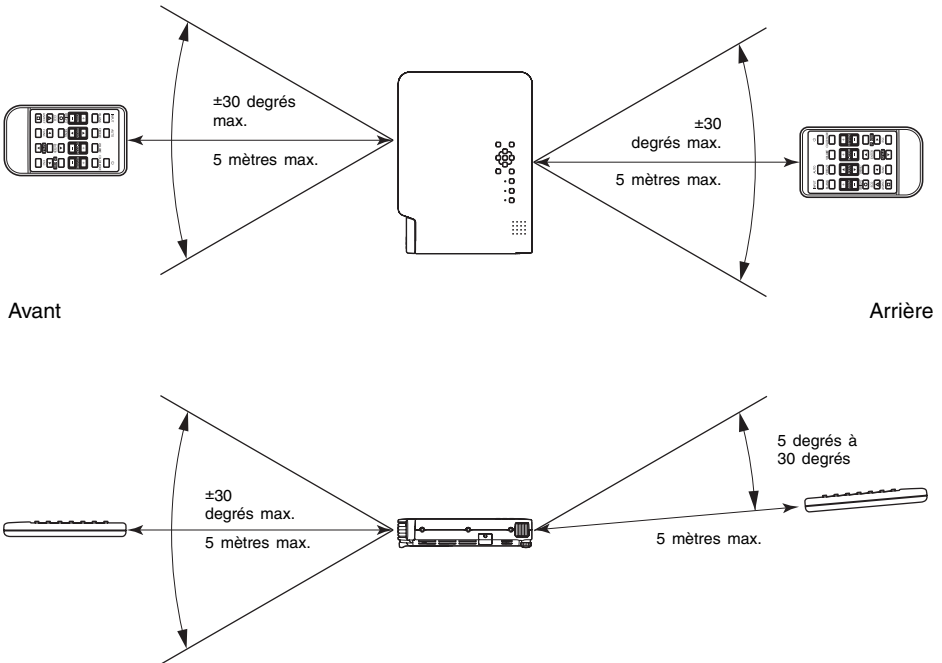 ±30 degrés
max.
5 mètres max.
±30
degrés max.
5 mètres max.
Avant
Arrière
±30
degrés max.
5 mètres max.
5 degrés à
30 degrés
5 mètres max.